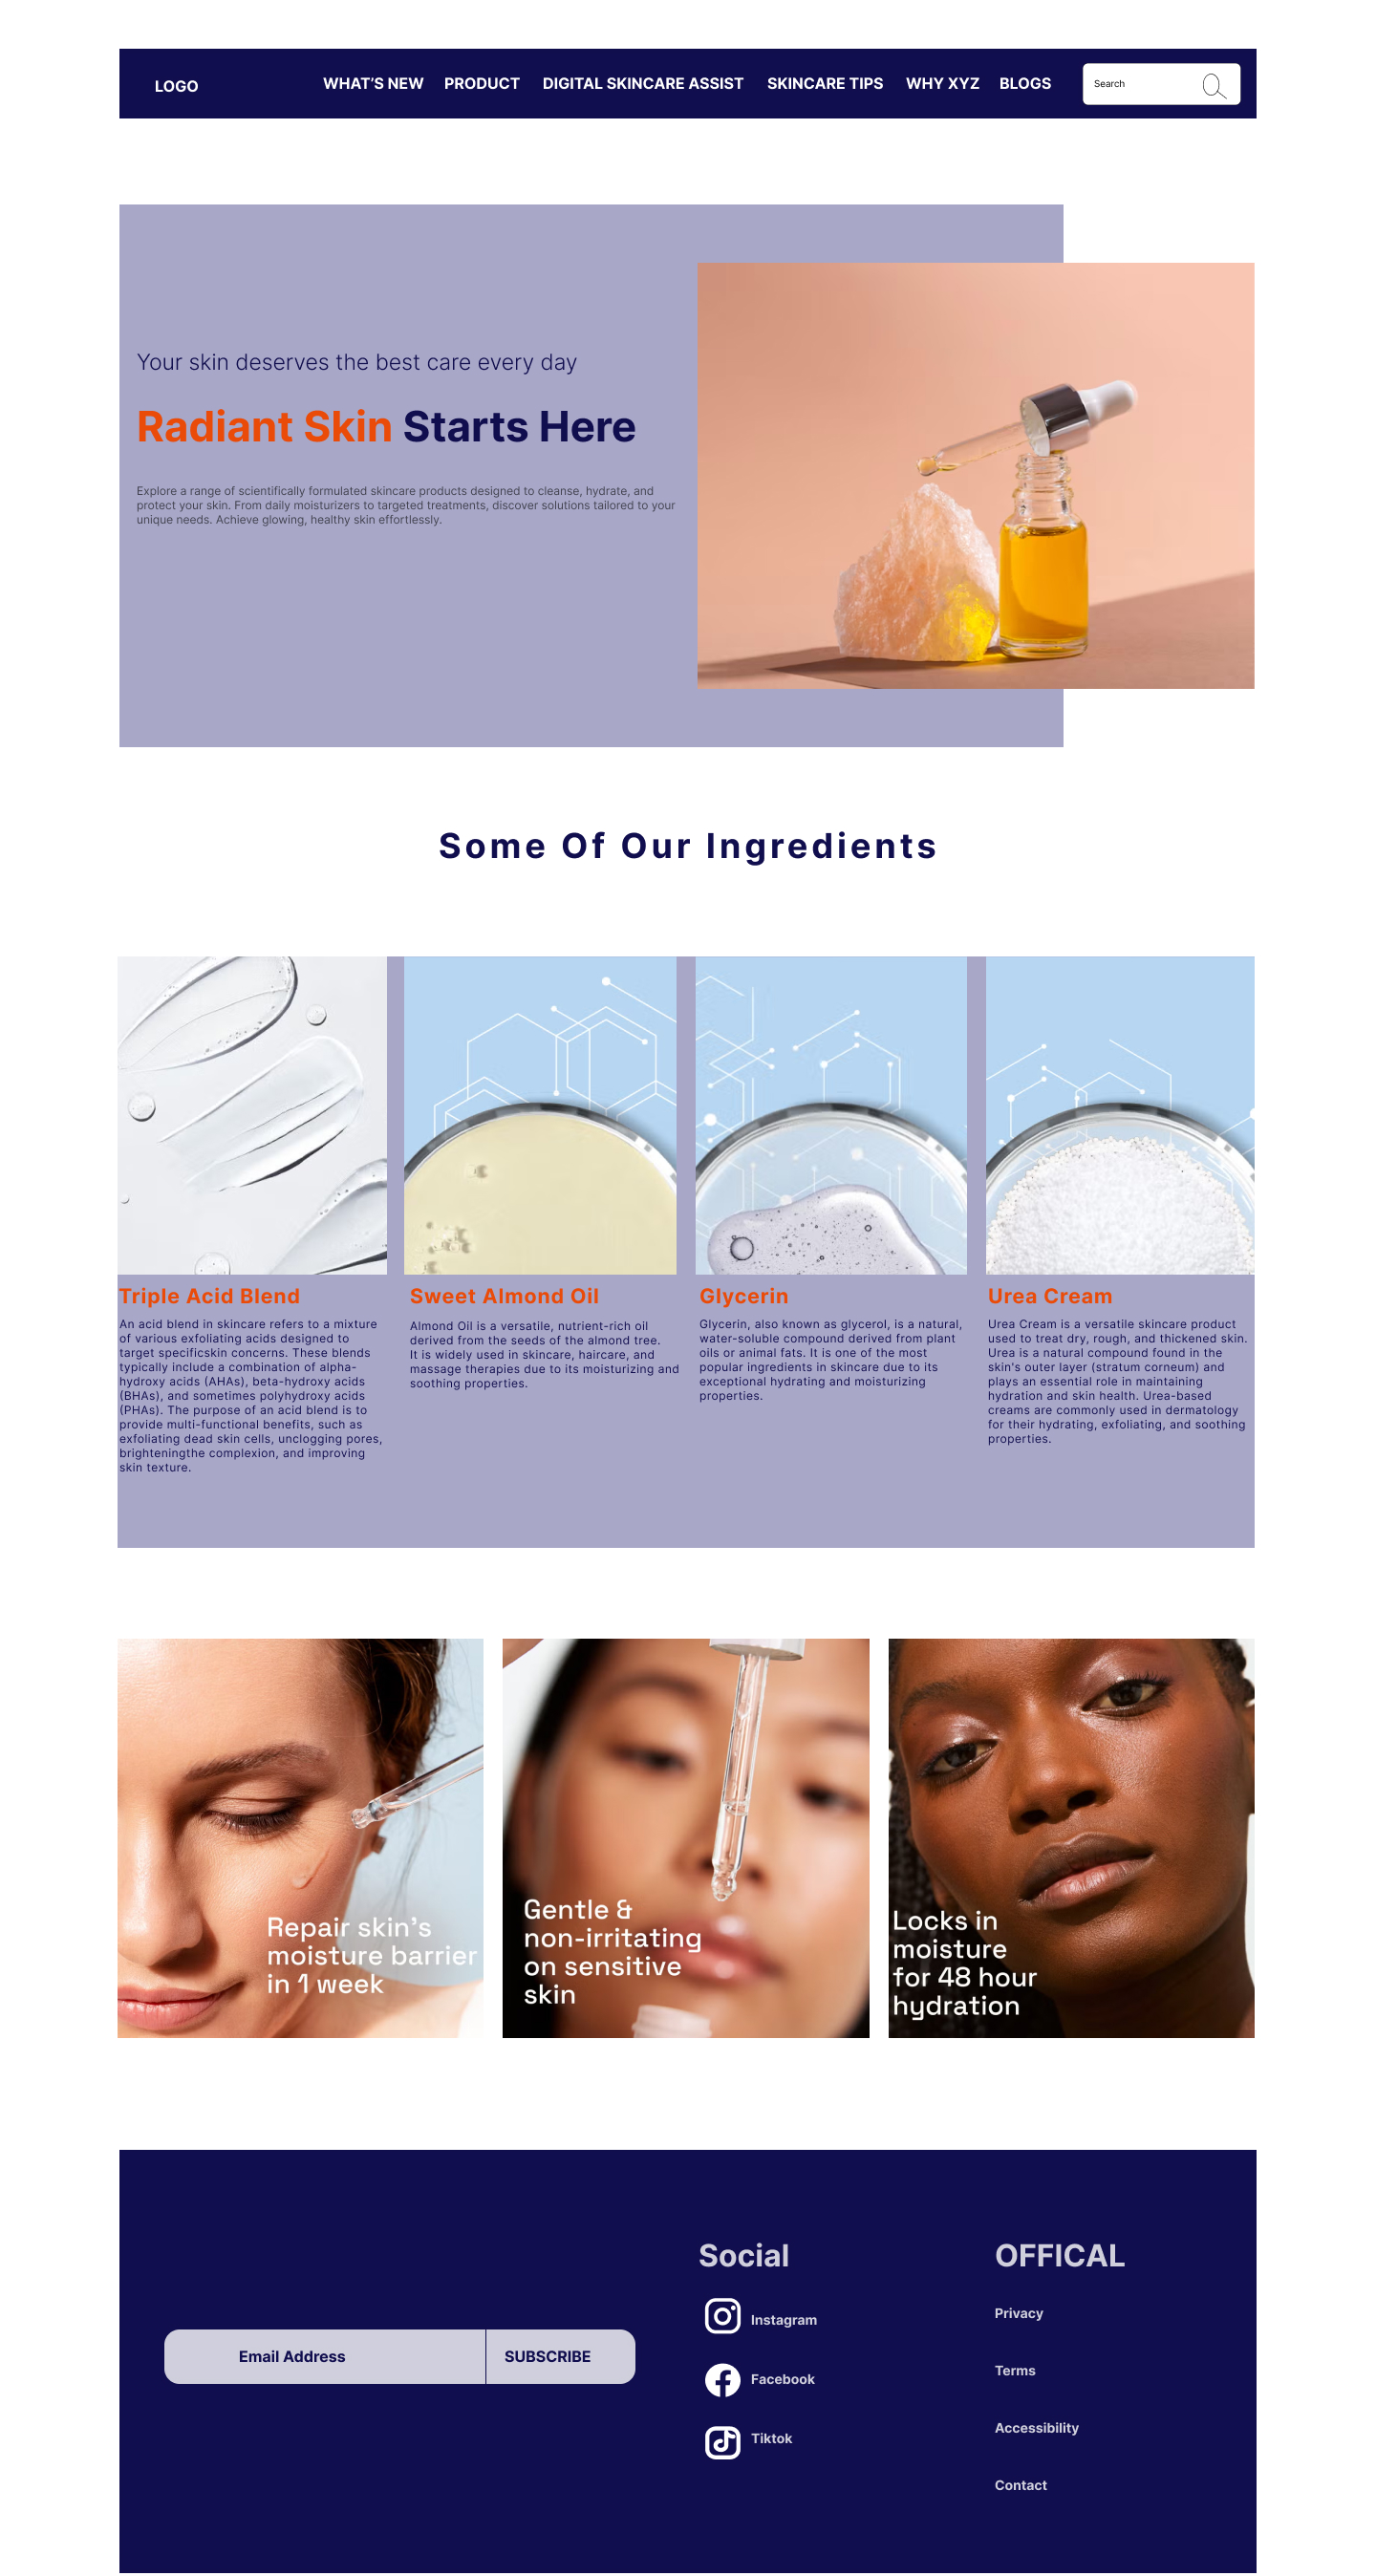 LOGO
WHAT’S NEW
PRODUCT
DIGITAL SKINCARE ASSIST
SKINCARE TIPS
WHY XYZ
BLOGS
Search
Your skin deserves the best care every day
Radiant Skin Starts Here
Explore a range of scientifically formulated skincare products designed to cleanse, hydrate, and
protect your skin. From daily moisturizers to targeted treatments, discover solutions tailored to your
unique needs. Achieve glowing, healthy skin effortlessly.
Some Of Our Ingredients
Triple Acid Blend
An acid blend in skincare refers to a mixture
of various exfoliating acids designed to
target specificskin concerns. These blends
typically include a combination of alpha-
hydroxy acids (AHAs), beta-hydroxy acids
(BHAs), and sometimes polyhydroxy acids
(PHAs). The purpose of an acid blend is to
provide multi-functional benefits, such as
exfoliating dead skin cells, unclogging pores,
brighteningthe complexion, and improving
skin texture.
Sweet Almond Oil
Almond Oil is a versatile, nutrient-rich oil
derived from the seeds of the almond tree.
It is widely used in skincare, haircare, and
massage therapies due to its moisturizing and
soothing properties.
Glycerin
Glycerin, also known as glycerol, is a natural,
water-soluble compound derived from plant
oils or animal fats. It is one of the most
popular ingredients in skincare due to its
exceptional hydrating and moisturizing
properties.
Urea Cream
Urea Cream is a versatile skincare product
used to treat dry, rough, and thickened skin.
Urea is a natural compound found in the
skin's outer layer (stratum corneum) and
plays an essential role in maintaining
hydration and skin health. Urea-based
creams are commonly used in dermatology
for their hydrating, exfoliating, and soothing
properties.
Repair skin's
moisture barrier
in 1 week
Gentle &
non-irritating
on sensitive
skin
Locks in
moisture
for 48 hour
hydration
Email Address
SUBSCRIBE
Social
Instagram
Facebook
Tiktok
OFFICAL
Privacy
Terms
Accessibility
Contact